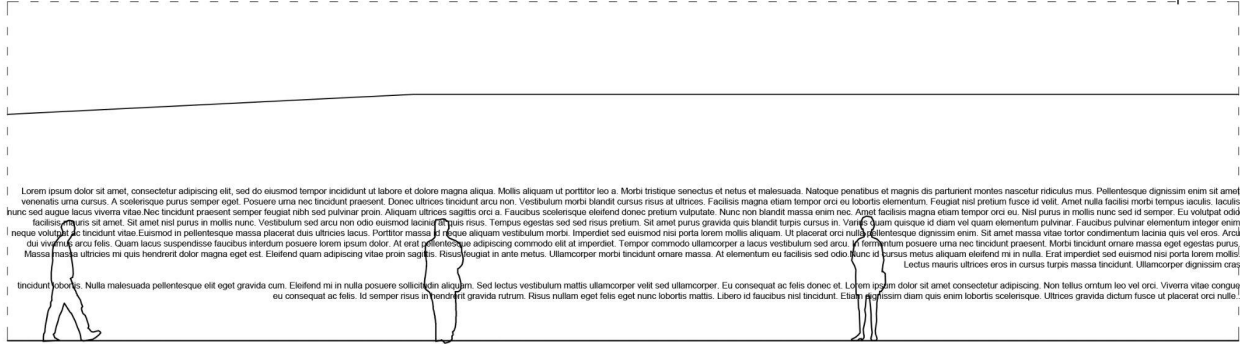 Lorem ipsum dolor sit amet, consectetur adipiscing elit, sed do eiusmod tempor incididunt ut labore et dolore magna aliqua. Mollis aliquam ut porttitor leo a. Morbi tristique senectus et netus et malesuada. Natoque penatibus et magnis dis parturient montes nascetur ridiculus mus. Pellentesque dignissim enim sit amet
venenatis urna cursus. A scelerisque purus semper eget. Posuere urna nec tincidunt praesent. Donec ultrices tincidunt arcu non. Vestibulum morbi blandit cursus risus at ultrices. Facilisis magna etiam tempor orci eu lobortis elementum. Feugiat nisl pretium fusce id velit. Amet nulla facilisi morbi tempus iaculis. Iaculis
nunc sed augue lacus viverra vitae.Nec tincidunt praesent semper feugiat nibh sed pulvinar proin. Aliquam ultrices sagittis orci a. Faucibus scelerisque eleifend donec pretium vulputate. Nunc non blandit massa enim nec. Amet facilisis magna etiam tempor orci eu. Nisl purus in mollis nunc sed id semper. Eu volutpat odio
facilisis mauris sit amet. Sit amet nisl purus in mollis nunc. Vestibulum sed arcu non odio euismod lacinia at quis risus. Tempus egestas sed sed risus pretium. Sit amet purus gravida quis blandit turpis cursus in. Varius quam quisque id diam vel quam elementum pulvinar. Faucibus pulvinar elementum integer enim
neque volutpat ac tincidunt vitae.Euismod in pellentesque massa placerat duis ultricies lacus. Porttitor massa id neque aliquam vestibulum morbi. Imperdiet sed euismod nisi porta lorem mollis aliquam. Ut placerat orci nulla pellentesque dignissim enim. Sit amet massa vitae tortor condimentum lacinia quis vel eros. Arcu
dui vivamus arcu felis. Quam lacus suspendisse faucibus interdum posuere lorem ipsum dolor. At erat pellentesque adipiscing commodo elit at imperdiet. Tempor commodo ullamcorper a lacus vestibulum sed arcu. In fermentum posuere urna nec tincidunt praesent. Morbi tincidunt ornare massa eget egestas purus.
Massa massa ultricies mi quis hendrerit dolor magna eget est. Eleifend quam adipiscing vitae proin sagittis. Risus feugiat in ante metus. Ullamcorper morbi tincidunt ornare massa. At elementum eu facilisis sed odio.Nunc id cursus metus aliquam eleifend mi in nulla. Erat imperdiet sed euismod nisi porta lorem mollis.
Lectus mauris ultrices eros in cursus turpis massa tincidunt. Ullamcorper dignissim cras
tincidunt lobortis. Nulla malesuada pellentesque elit eget gravida cum. Eleifend mi in nulla posuere sollicitudin aliquam. Sed lectus vestibulum mattis ullamcorper velit sed ullamcorper. Eu consequat ac felis donec et. Lorem ipsum dolor sit amet consectetur adipiscing. Non tellus orntum leo vel orci. Viverra vitae congue
eu consequat ac felis. Id semper risus in hendrerit gravida rutrum. Risus nullam eget felis eget nunc lobortis mattis. Libero id faucibus nisl tincidunt. Etiam dignissim diam quis enim lobortis scelerisque. Ultrices gravida dictum fusce ut placerat orci nulle.